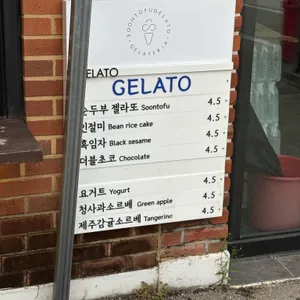 SOONTOFUGELATO
GELATERIA
ELATO
GELATO
순두부 젤라또 Soontofu 4.5
인절미 Bean rice cake 4.5
흑임자 Black sesame 4.5
더블초코 Chocolate 4.5
요거트 Yogurt 4.5
청사과소르베 Green apple 4.5
제주감귤소르베 Tangerine 4.5